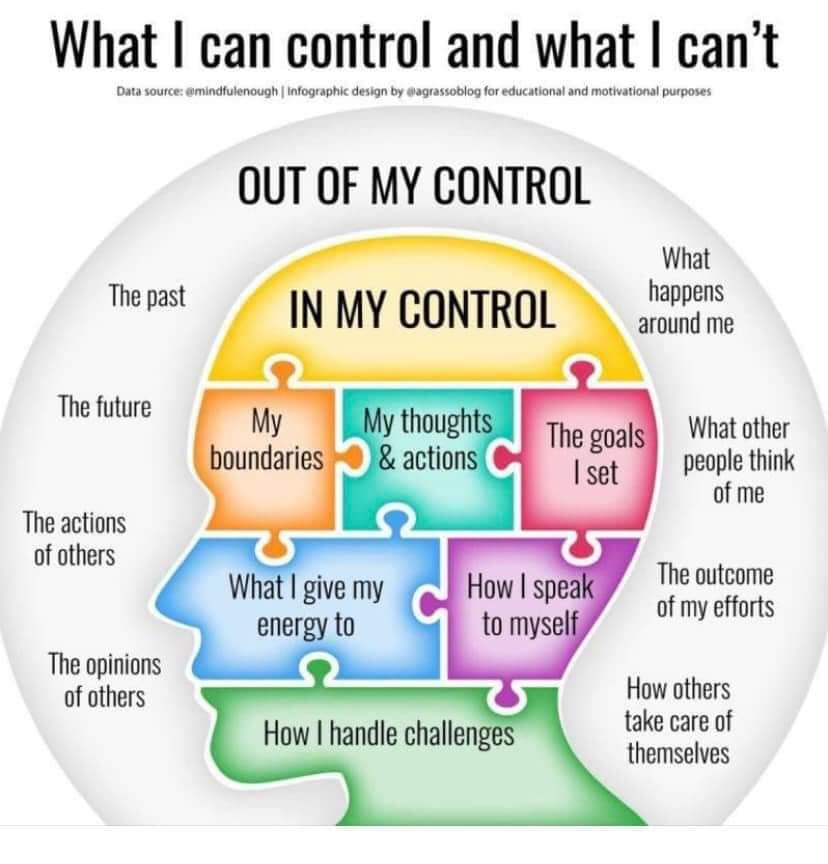 What I can control and what I can't
Data source: @mindfulenough | Infographic design by @agrassoblog for educational and motivational purposes
OUT OF MY CONTROL
IN MY CONTROL
The past
The future
The actions
of others
The opinions
of others
What
happens
around me
What other
people think
of me
The outcome
of my efforts
How others
take care of
themselves
My
boundaries
My thoughts
& actions
The goals
I set
What I give my
energy to
How I speak
to myself
How I handle challenges